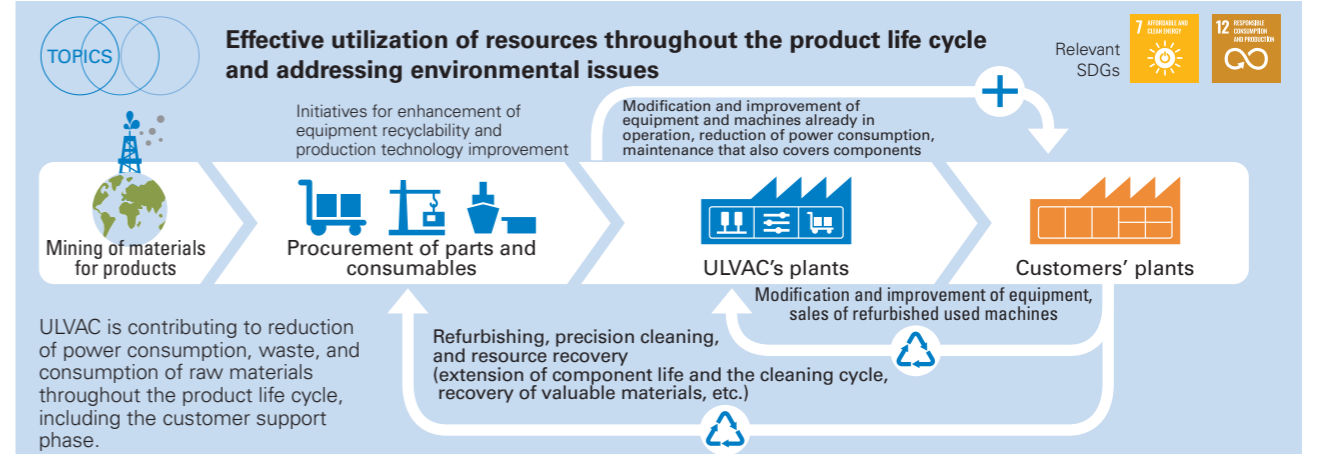 TOPICS
Effective utilization of resources throughout the product life cycle
and addressing environmental issues
Relevant
SDGs
7 AFFORDABLE AND
CLEAN ENERGY
12 RESPONSIBLE
CONSUMPTION
AND PRODUCTION
Initiatives for enhancement of
equipment recyclability and
production technology improvement
Modification and improvement of
equipment and machines already in
operation, reduction of power consumption,
maintenance that also covers components
Mining of materials
for products
Procurement of parts and
consumables
ULVAC's plants
Customers' plants
Modification and improvement of equipment,
sales of refurbished used machines
Refurbishing, precision cleaning,
and resource recovery
(extension of component life and the cleaning cycle,
recovery of valuable materials, etc.)
ULVAC is contributing to reduction
of power consumption, waste, and
consumption of raw materials
throughout the product life cycle,
including the customer support
phase.